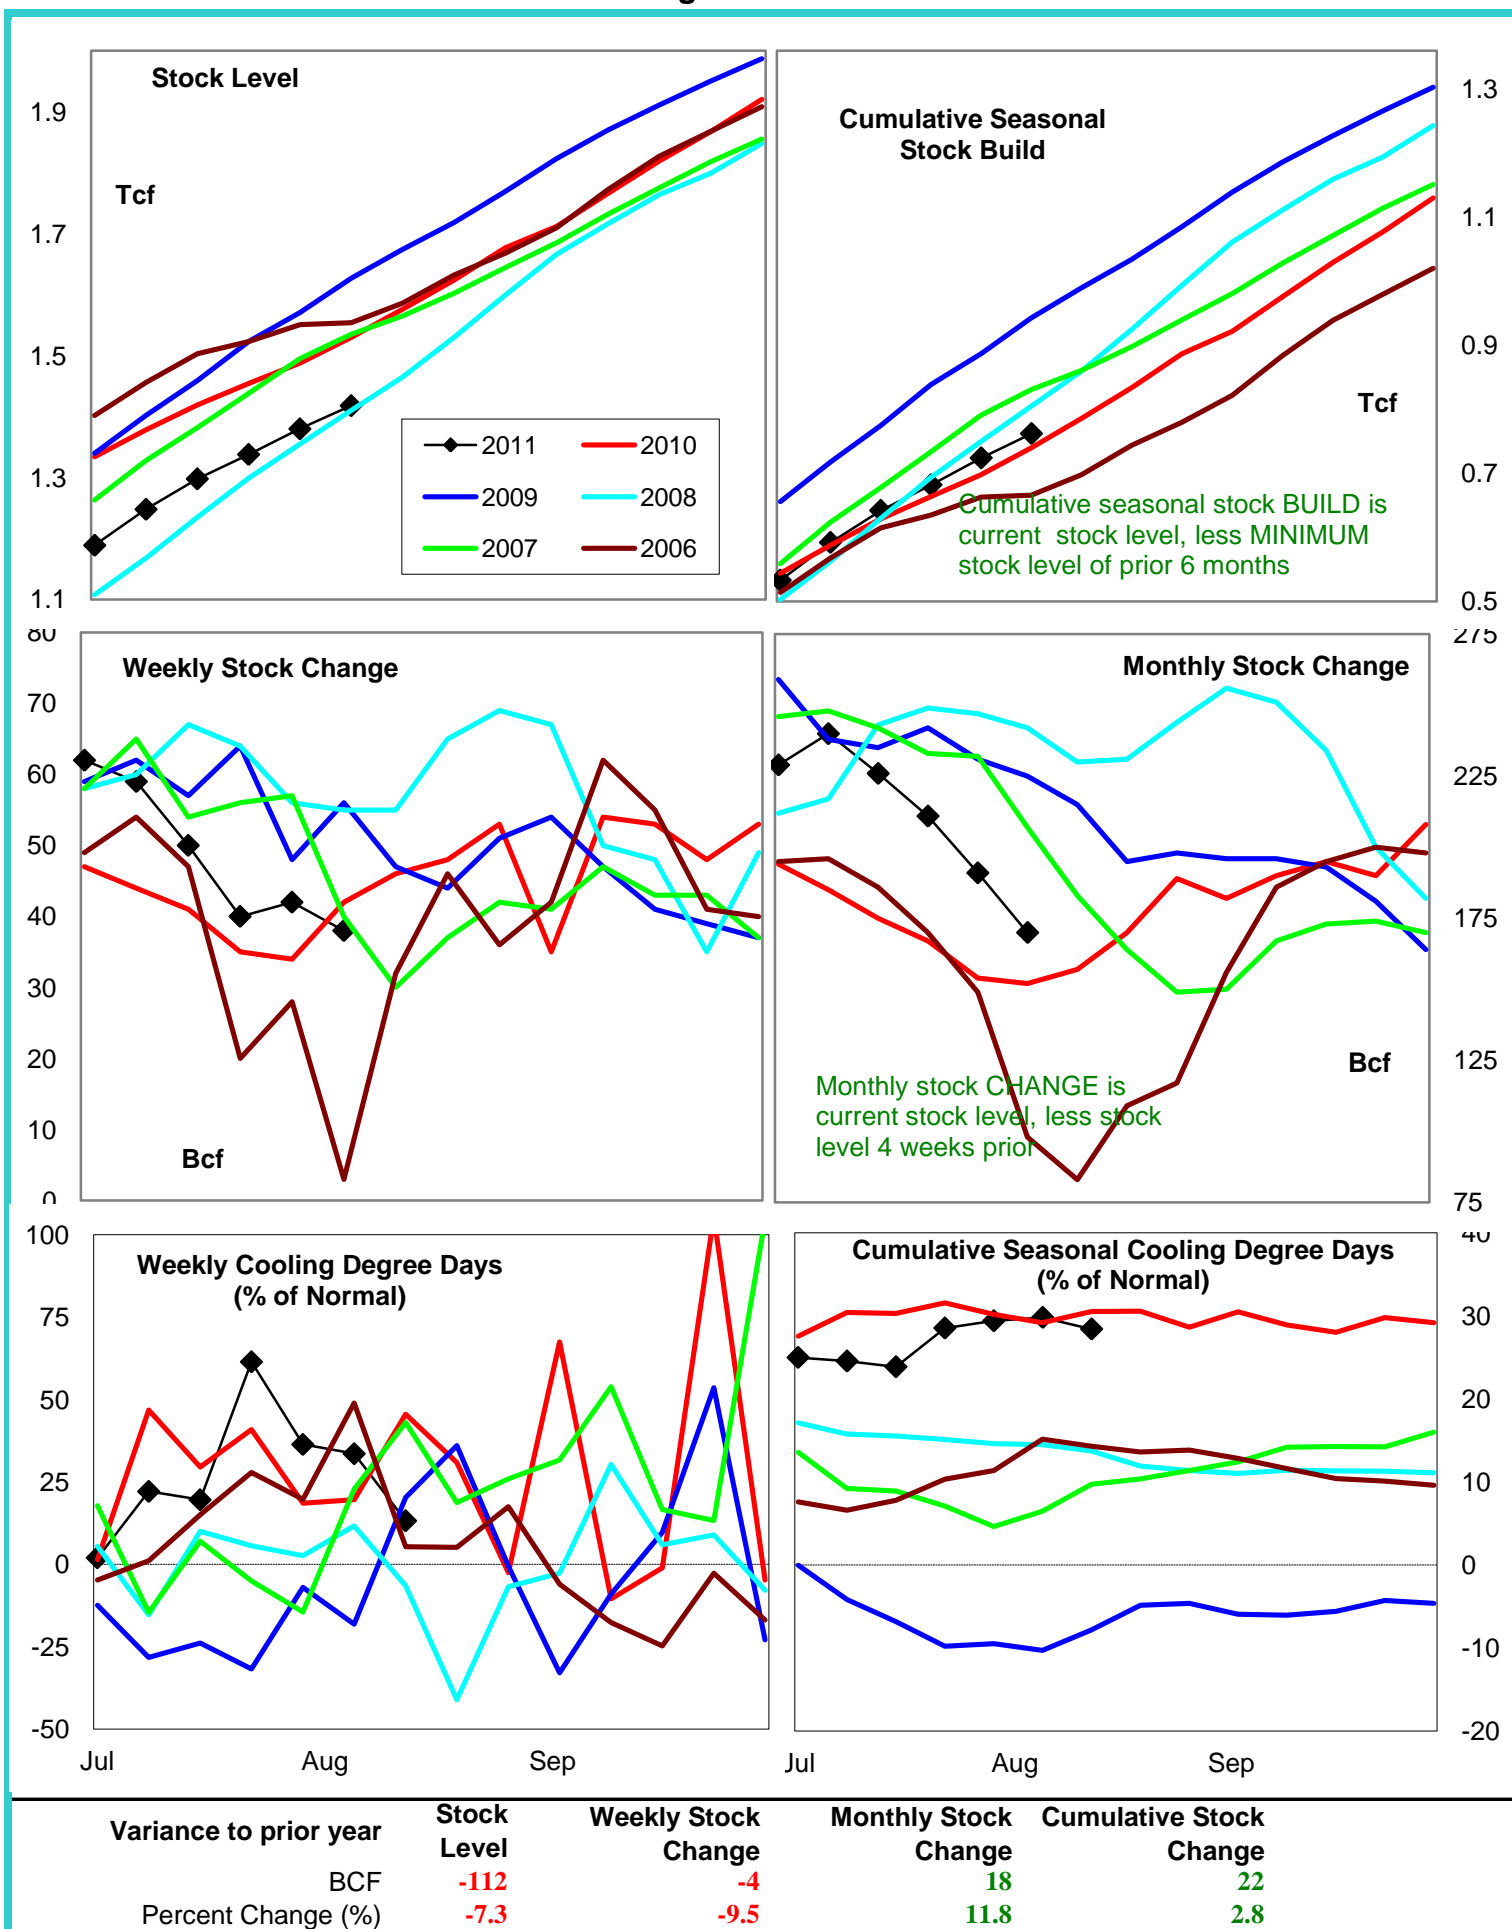 Stock Level
1.9
Tcf
1.7
1.5
1.3
1.1
2011
2010
2009
2008
2007
2006
Cumulative Seasonal
Stock Build
1.3
1.1
0.9
Tcf
0.7
Cumulative seasonal stock BUILD is
current stock level, less MINIMUM
stock level of prior 6 months
0.5
80
Weekly Stock Change
70
60
50
40
30
20
10
Bcf
0
275
Monthly Stock Change
225
175
125
Bcf
Monthly stock CHANGE is
current stock level, less stock
level 4 weeks prior
75
100
Weekly Cooling Degree Days
(% of Normal)
75
50
25
0
-25
-50
Jul Aug Sep
40
Cumulative Seasonal Cooling Degree Days
(% of Normal)
30
20
10
0
-10
-20
Jul Aug Sep
Variance to prior year
Stock
Level
Weekly Stock
Change
Monthly Stock
Change
Cumulative Stock
Change
BCF -112 -4 18 22
Percent Change (%) -7.3 -9.5 11.8 2.8